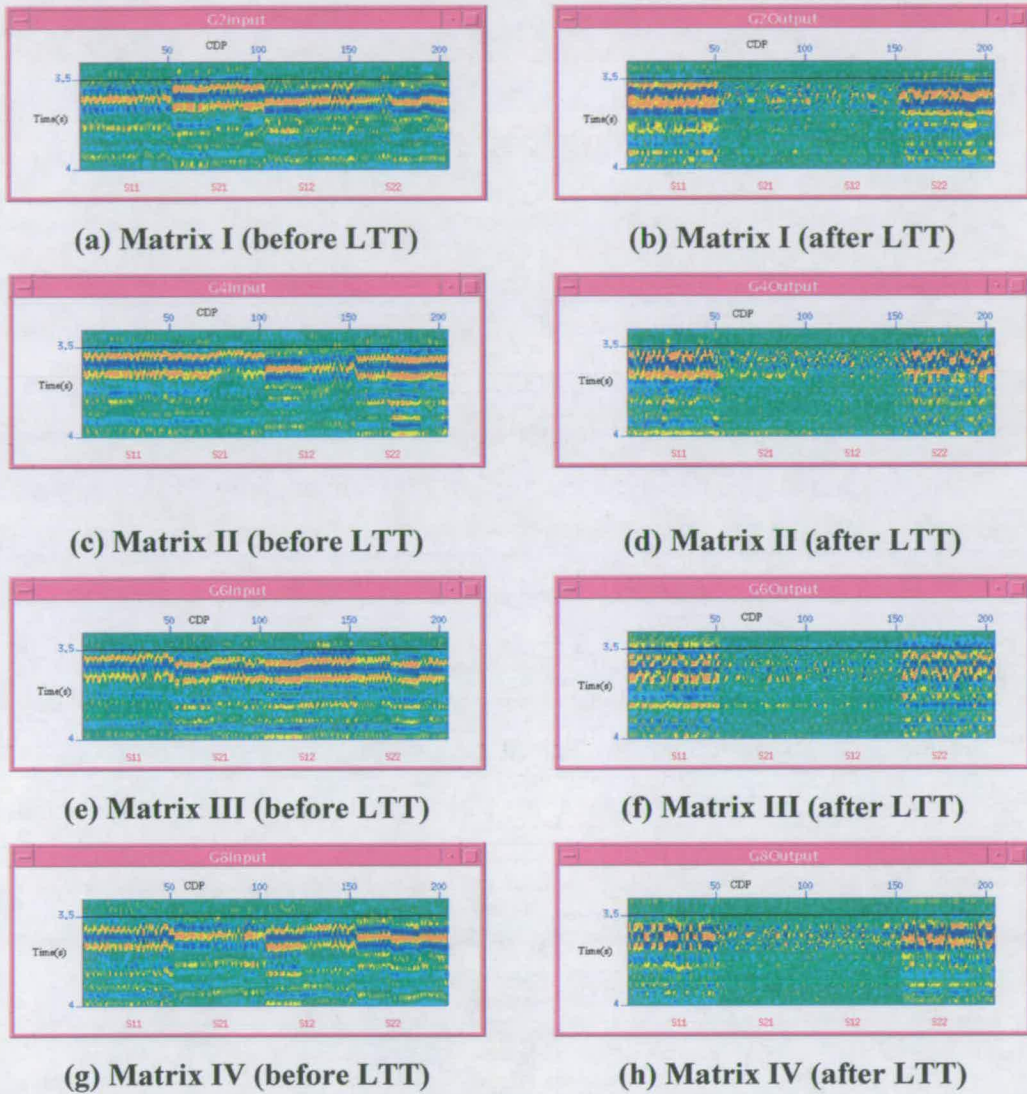 G2Input
CDP
50 100 150 200
3.5
Time(s)
4
S11 S21 S12 S22
(a) Matrix I (before LTT)
G2Output
CDP
50 100 150 200
3.5
Time(s)
4
S11 S21 S12 S22
(b) Matrix I (after LTT)
G4Input
CDP
50 100 150 200
3.5
Time(s)
4
S11 S21 S12 S22
(c) Matrix II (before LTT)
G4Output
CDP
50 100 150 200
3.5
Time(s)
4
S11 S21 S12 S22
(d) Matrix II (after LTT)
G6Input
CDP
50 100 150 200
3.5
Time(s)
4
S11 S21 S12 S22
(e) Matrix III (before LTT)
G6Output
CDP
50 100 150 200
3.5
Time(s)
4
S11 S21 S12 S22
(f) Matrix III (after LTT)
G8Input
CDP
50 100 150 200
3.5
Time(s)
4
S11 S21 S12 S22
(g) Matrix IV (before LTT)
G8Output
CDP
50 100 150 200
3.5
Time(s)
4
S11 S21 S12 S22
(h) Matrix IV (after LTT)